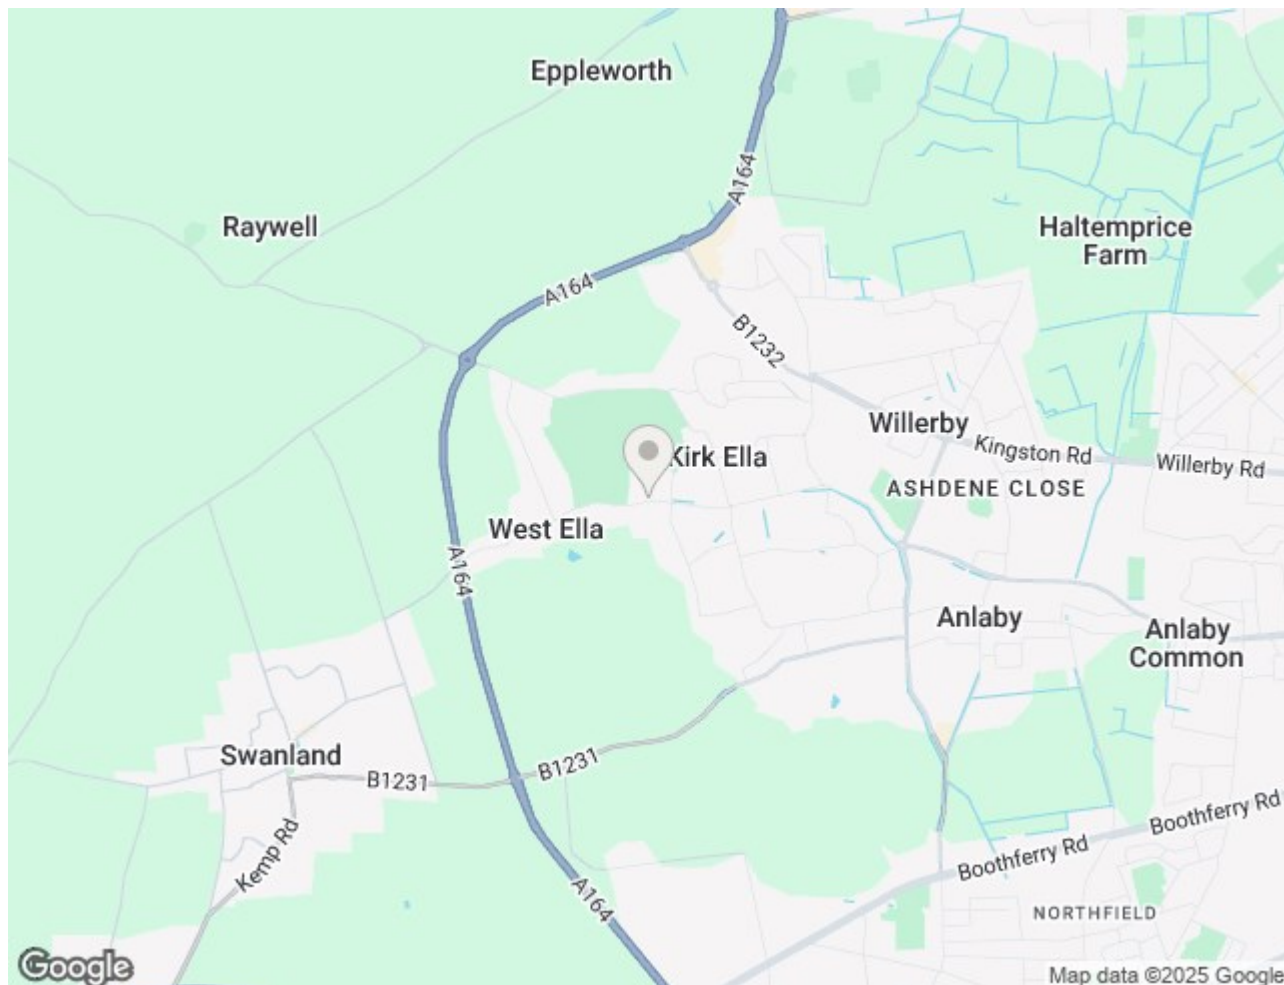 Eppleworth
A164
Raywell
Haltemprice
Farm
A164
B1232
Willerby
Kingston Rd
Willerby Rd
Kirk Ella
ASHDENE CLOSE
West Ella
A164
Anlaby
Anlaby
Common
Swanland
B1231
B1231
Kemp Rd
Boothferry Rd
Boothferry Rd
A164
NORTHFIELD
Google
Map data ©2025 Google